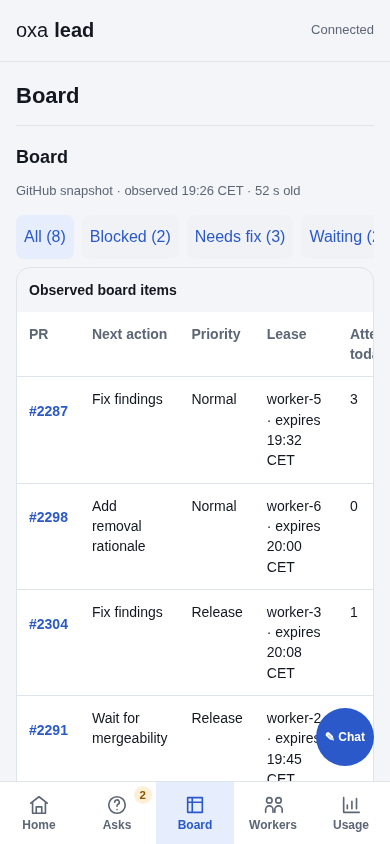 oxa lead
Connected
Board
Board
GitHub snapshot · observed 19:26 CET · 52 s old
All (8) Blocked (2) Needs fix (3) Waiting
Observed board items
PR Next action Priority Lease
#2287 Fix findings Normal worker-5 3
· expires
19:32
CET
#2298 Add Normal worker-6 0
removal · expires
rationale 20:00
CET
#2304 Fix findings Release worker-3 1
· expires
20:08
CET
#2291 Wait for Release worker-2
mergeability · expires
19:45
CET
✎ Chat
2
Home Asks Board Workers Usage